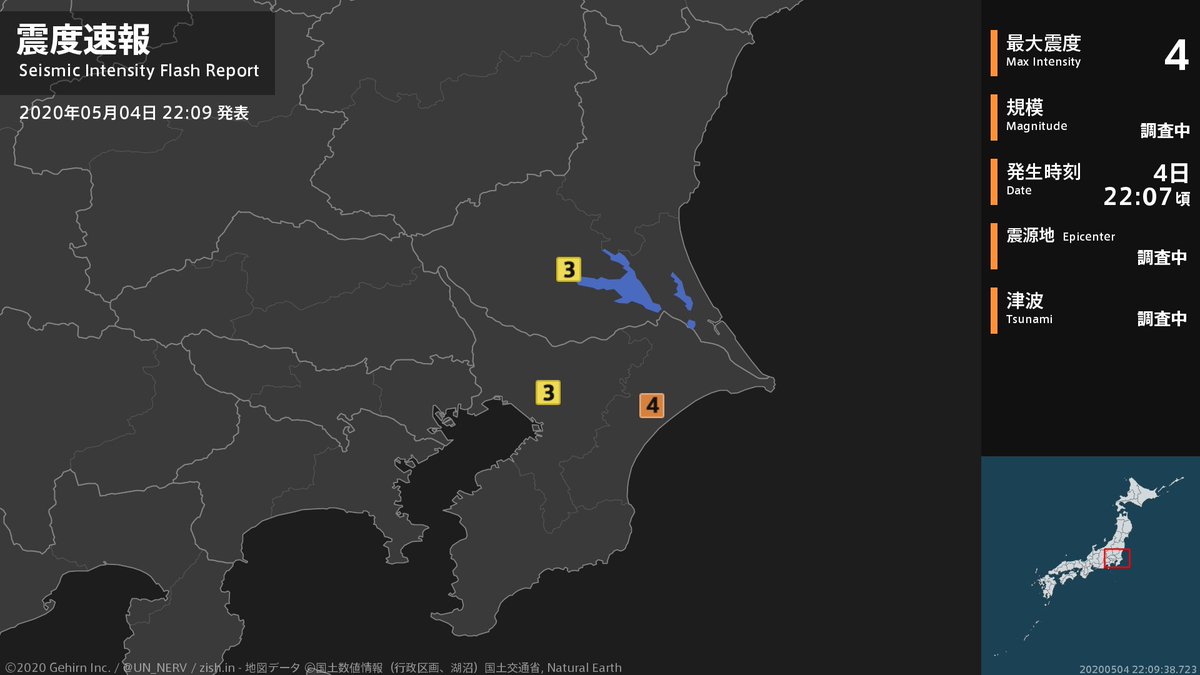 震度速報
Seismic Intensity Flash Report
2020年05月04日 22:09 発表
3
3
4
最大震度
Max Intensity
4
規模
Magnitude
調査中
発生時刻
Date
4日
22:07頃
震源地 Epicenter
調査中
津波
Tsunami
調査中
©2020 Gehirn Inc. / @UN_NERV / zish.in - 地図データ ©国土数値情報（行政区画、湖沼）国土交通省, Natural Earth
20200504 22:09:38.723